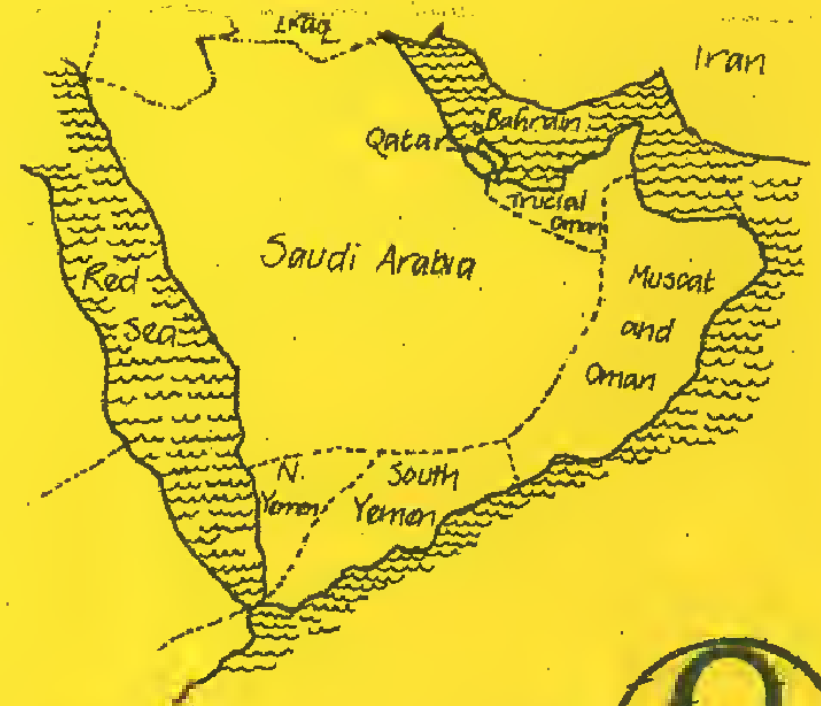 Iraq
Iran
Bahrain
Qatar
Trucial
Oman
Saudi Arabia
Red
Sea
Muscat
and
Oman
N.
Yemen
South
Yemen